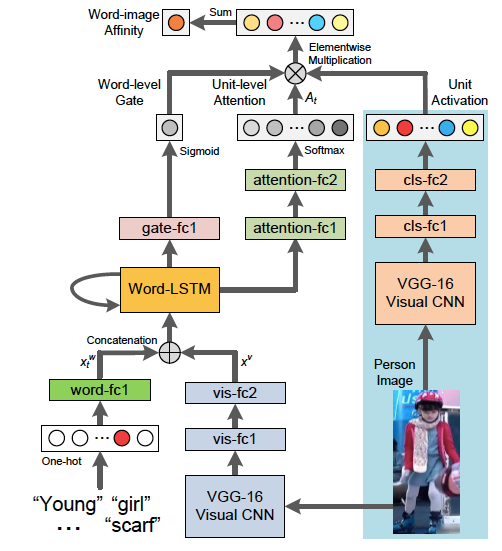 Word-image
Affinity
Sum
Elementwise
Multiplication
Word-level
Gate
Unit-level
Attention
A_t
Unit
Activation
Sigmoid
Softmax
attention-fc2
cls-fc2
gate-fc1
attention-fc1
cls-fc1
Word-LSTM
VGG-16
Visual CNN
Concatenation
x_t^w
x^v
Person
Image
word-fc1
vis-fc2
vis-fc1
One-hot
VGG-16
Visual CNN
“Young” “girl”
... “scarf”